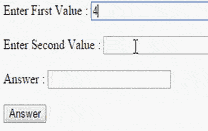 Enter First Value : 4
Enter Second Value :
Answer :
Answer